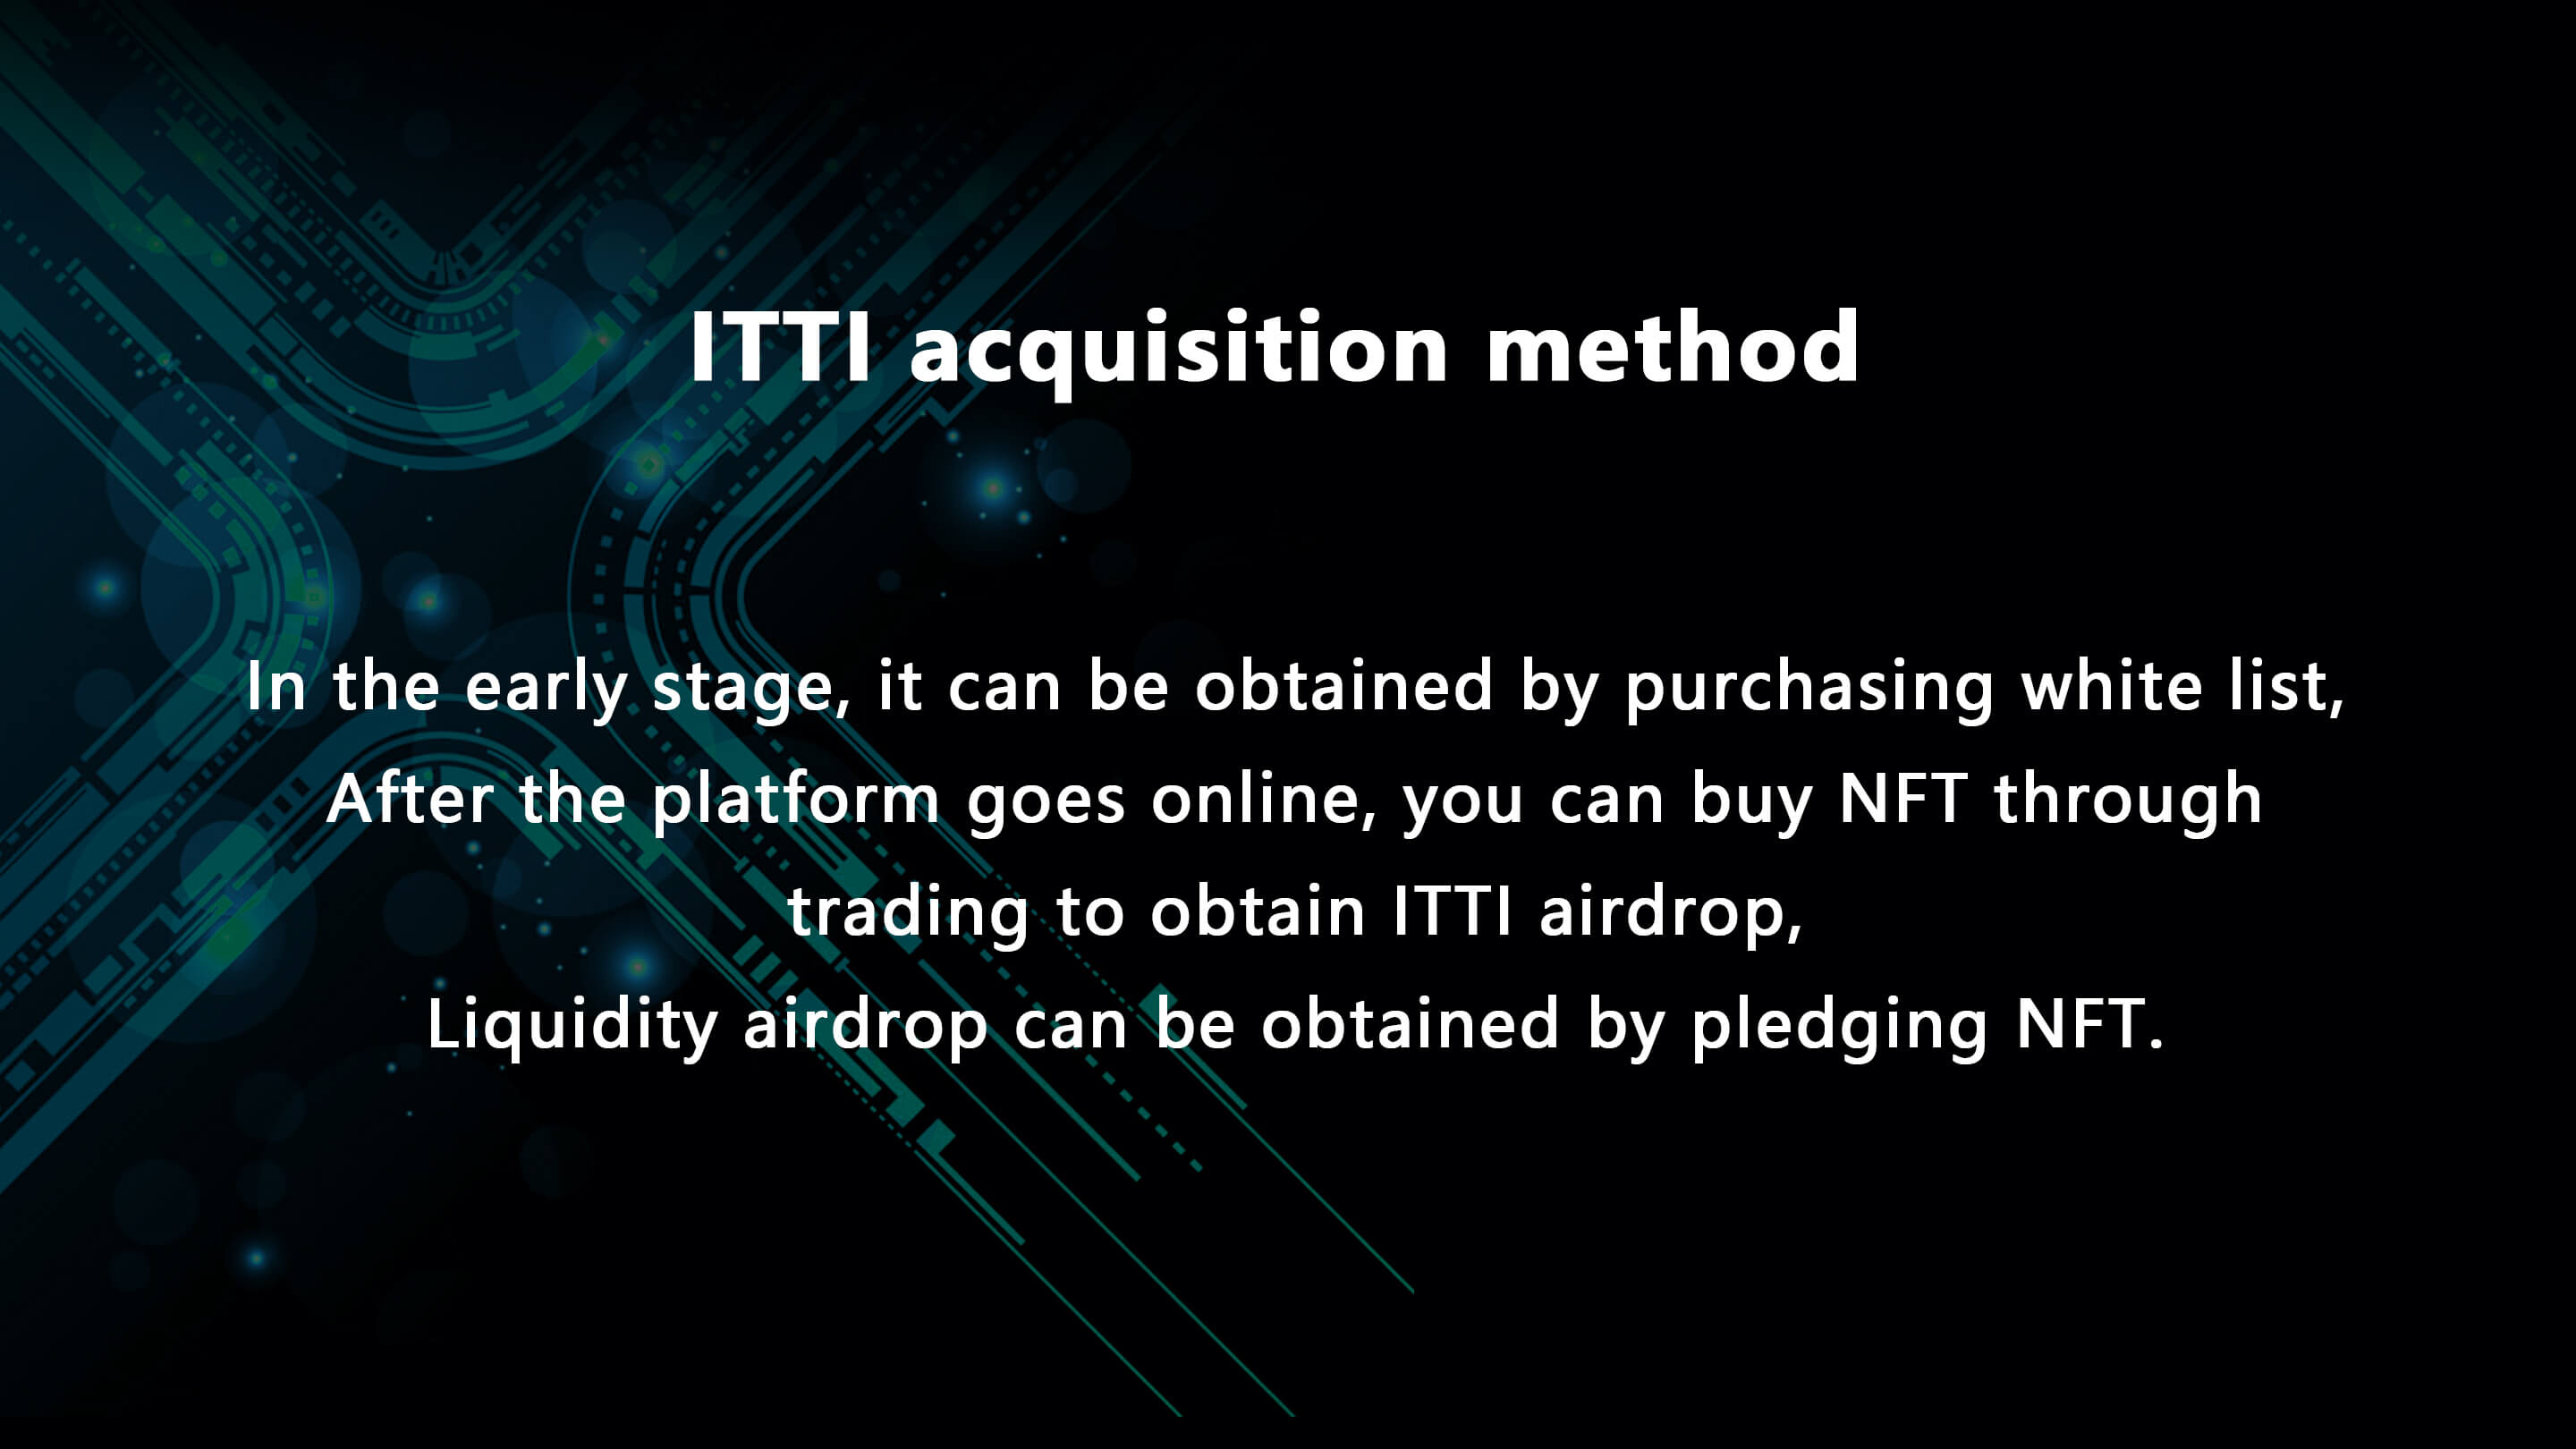 ITTI acquisition method
In the early stage, it can be obtained by purchasing white list,
After the platform goes online, you can buy NFT through
trading to obtain ITTI airdrop,
Liquidity airdrop can be obtained by pledging NFT.